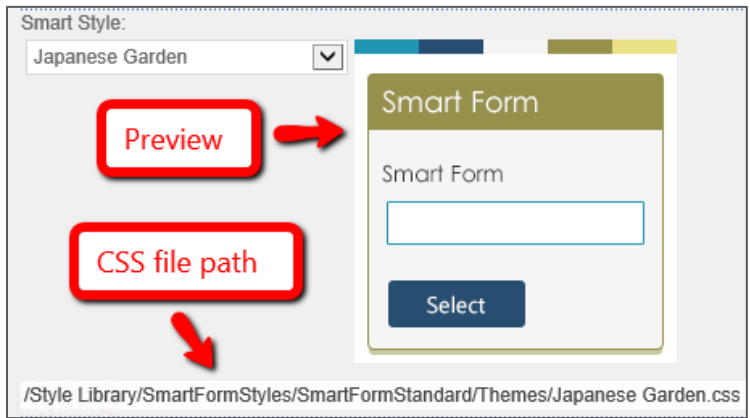 Smart Style:
Japanese Garden
Smart Form
Preview
Smart Form
CSS file path
Select
/Style Library/SmartFormStyles/SmartFormStandard/Themes/Japanese Garden.css